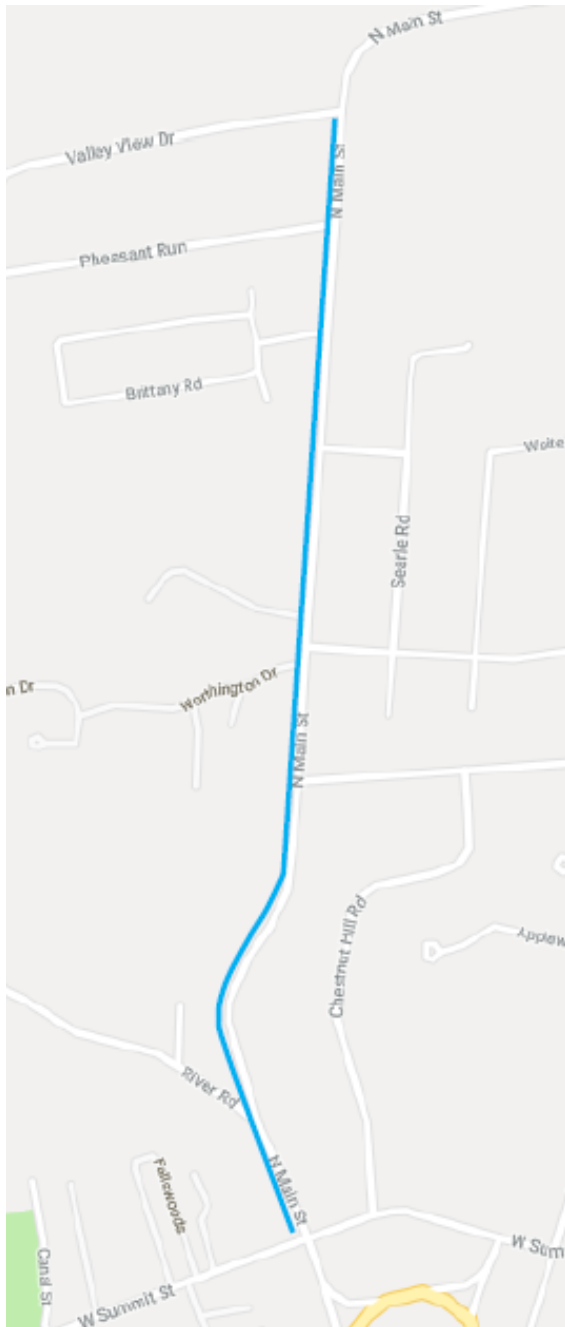 N Main St
Valley View Dr
N Main St
Pheasant Run
Brittany Rd
Wolte
Searle Rd
n Dr
Worthington Dr
N Main St
Chestnut Hill Rd
Applew
River Rd
N Main St
Fallswoods
W Sum
Canal St
W Summit St